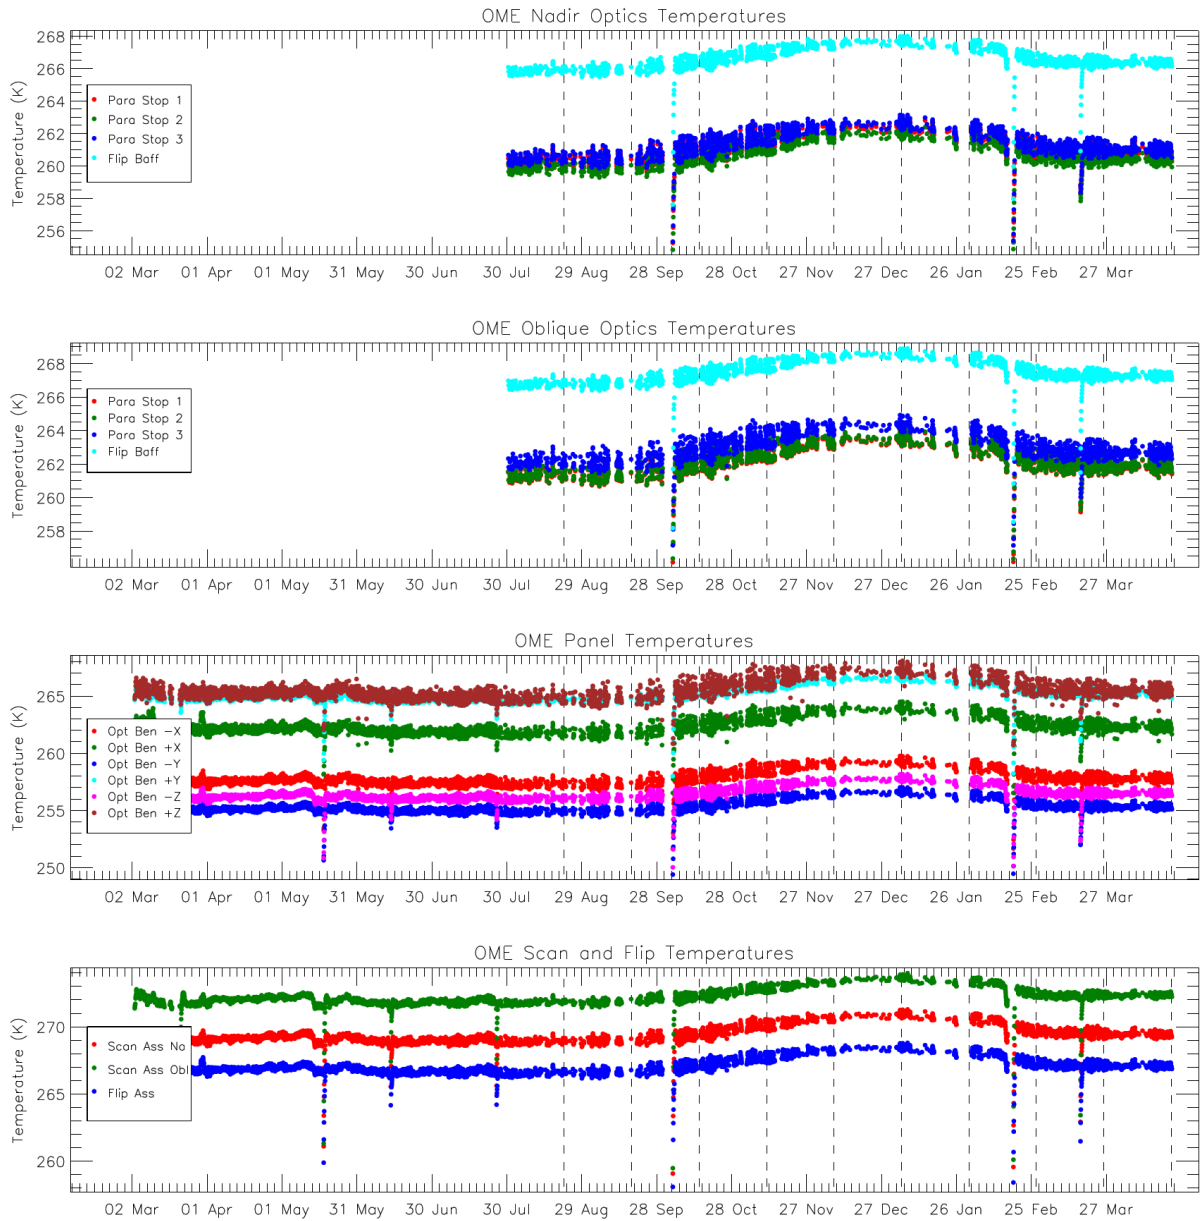 OME Nadir Optics Temperatures
Temperature (K)
268
266
264
262
260
258
256
Para Stop 1
Para Stop 2
Para Stop 3
Flip Baff
02 Mar 01 Apr 01 May 31 May 30 Jun 30 Jul 29 Aug 28 Sep 28 Oct 27 Nov 27 Dec 26 Jan 25 Feb 27 Mar
OME Oblique Optics Temperatures
Temperature (K)
268
266
264
262
260
258
Para Stop 1
Para Stop 2
Para Stop 3
Flip Baff
02 Mar 01 Apr 01 May 31 May 30 Jun 30 Jul 29 Aug 28 Sep 28 Oct 27 Nov 27 Dec 26 Jan 25 Feb 27 Mar
OME Panel Temperatures
Temperature (K)
265
260
255
250
Opt Ben −X
Opt Ben +X
Opt Ben −Y
Opt Ben +Y
Opt Ben −Z
Opt Ben +Z
02 Mar 01 Apr 01 May 31 May 30 Jun 30 Jul 29 Aug 28 Sep 28 Oct 27 Nov 27 Dec 26 Jan 25 Feb 27 Mar
OME Scan and Flip Temperatures
Temperature (K)
270
265
260
Scan Ass Na
Scan Ass Obl
Flip Ass
02 Mar 01 Apr 01 May 31 May 30 Jun 30 Jul 29 Aug 28 Sep 28 Oct 27 Nov 27 Dec 26 Jan 25 Feb 27 Mar